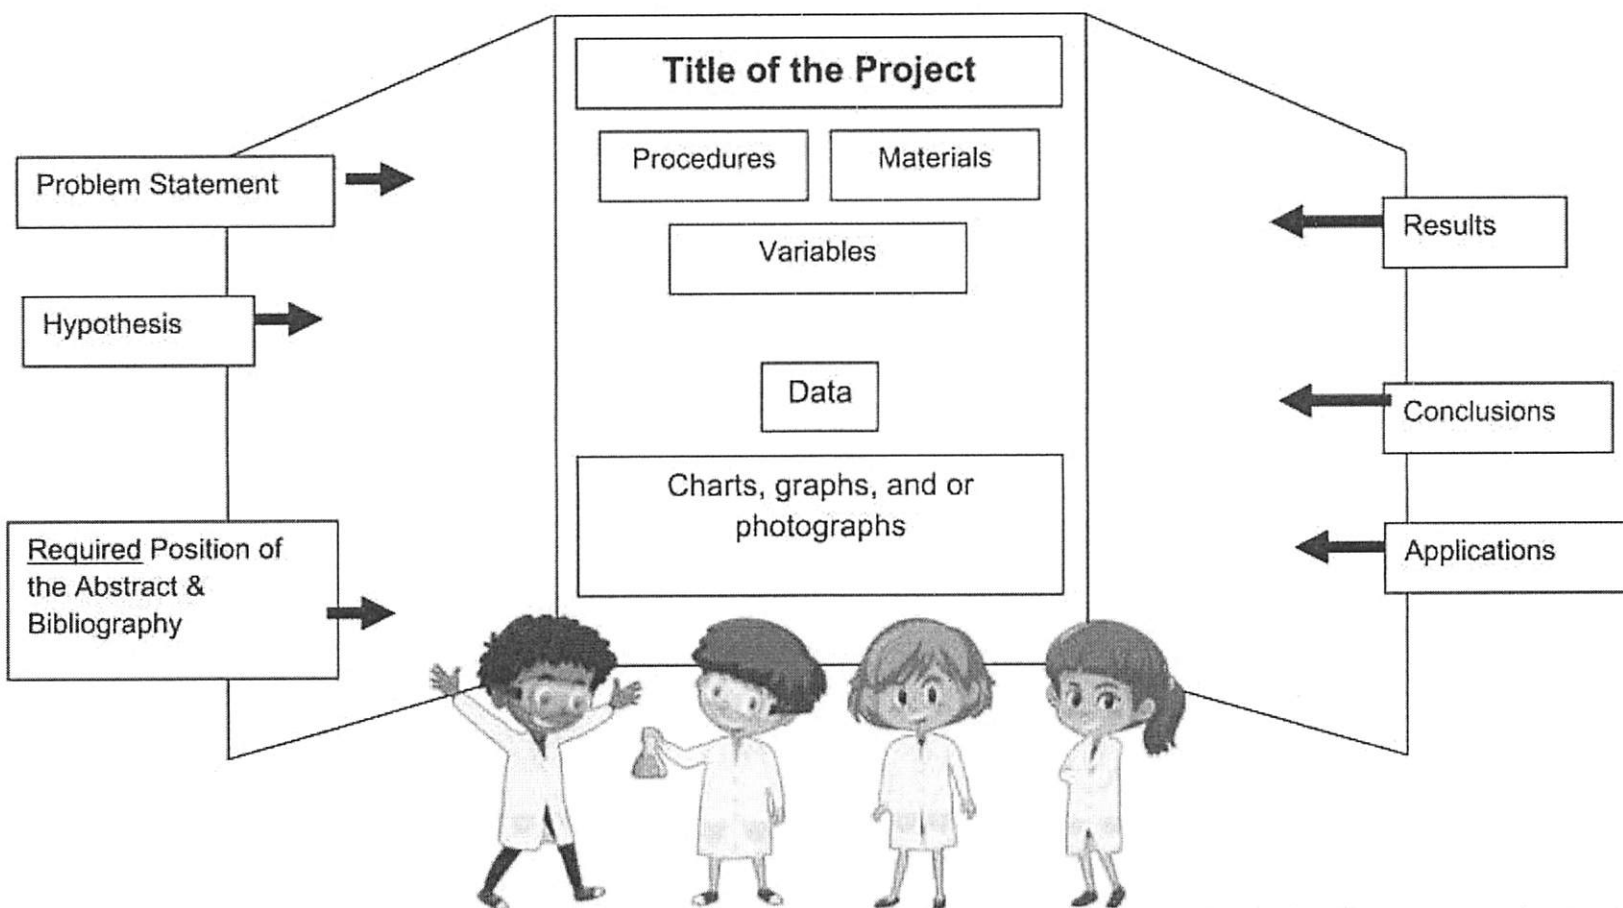 Title of the Project
Procedures
Materials
Variables
Data
Charts, graphs, and or
photographs
Problem Statement
Hypothesis
Required Position of
the Abstract &
Bibliography
Results
Conclusions
Applications